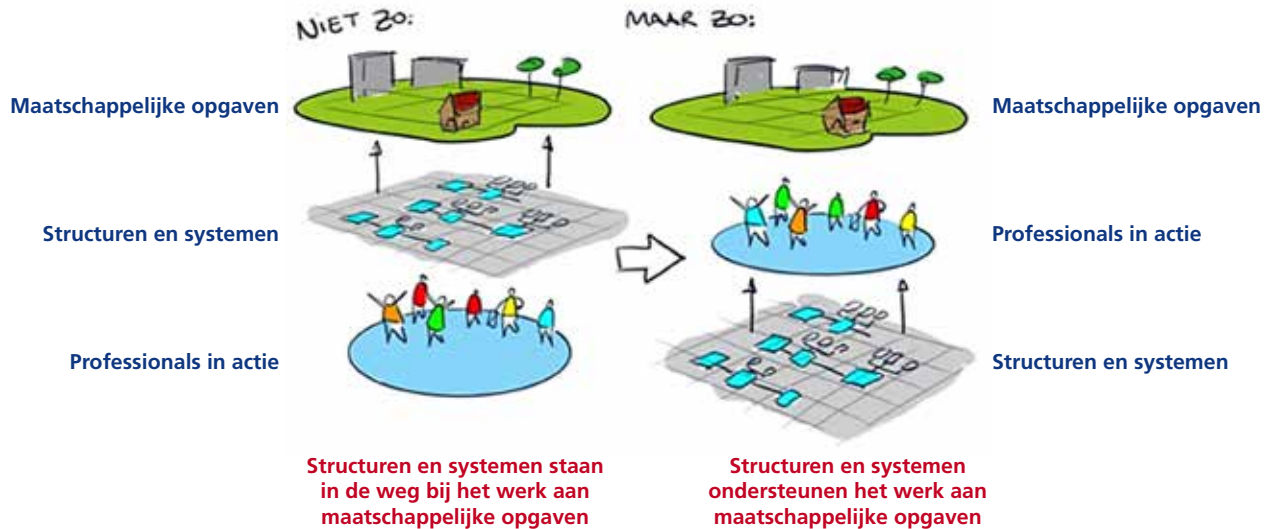 NIET ZO:
MAAR ZO:
Maatschappelijke opgaven
Maatschappelijke opgaven
Structuren en systemen
Professionals in actie
Professionals in actie
Structuren en systemen
Structuren en systemen staan
in de weg bij het werk aan
maatschappelijke opgaven
Structuren en systemen
ondersteunen het werk aan
maatschappelijke opgaven